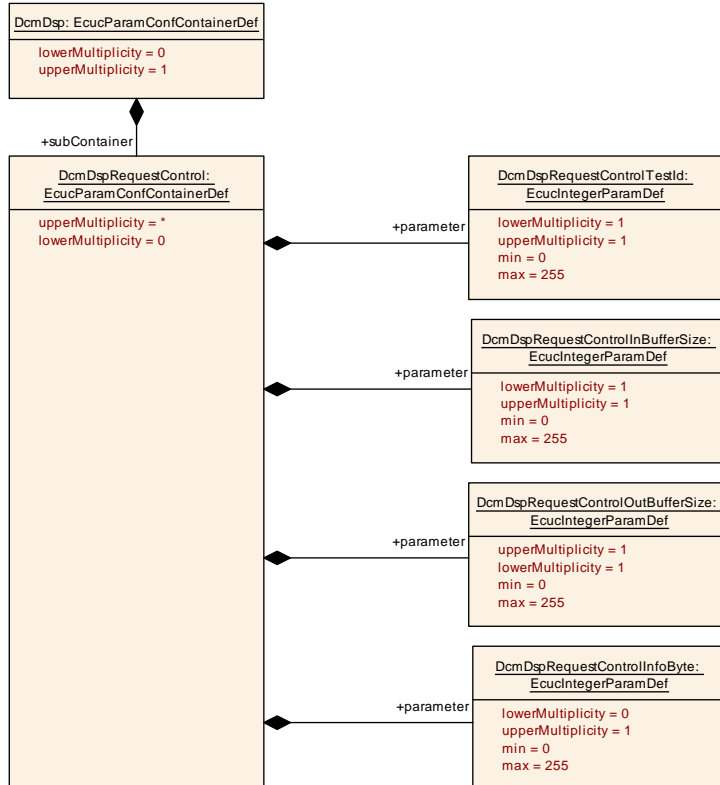 DcmDsp: EcucParamConfContainerDef
lowerMultiplicity = 0
upperMultiplicity = 1
+subContainer
DcmDspRequestControl:
EcucParamConfContainerDef
upperMultiplicity = *
lowerMultiplicity = 0
+parameter
DcmDspRequestControlTestId:
EcucIntegerParamDef
lowerMultiplicity = 1
upperMultiplicity = 1
min = 0
max = 255
+parameter
DcmDspRequestControlInBufferSize:
EcucIntegerParamDef
lowerMultiplicity = 1
upperMultiplicity = 1
min = 0
max = 255
+parameter
DcmDspRequestControlOutBufferSize:
EcucIntegerParamDef
upperMultiplicity = 1
lowerMultiplicity = 1
min = 0
max = 255
+parameter
DcmDspRequestControlInfoByte:
EcucIntegerParamDef
lowerMultiplicity = 0
upperMultiplicity = 1
min = 0
max = 255